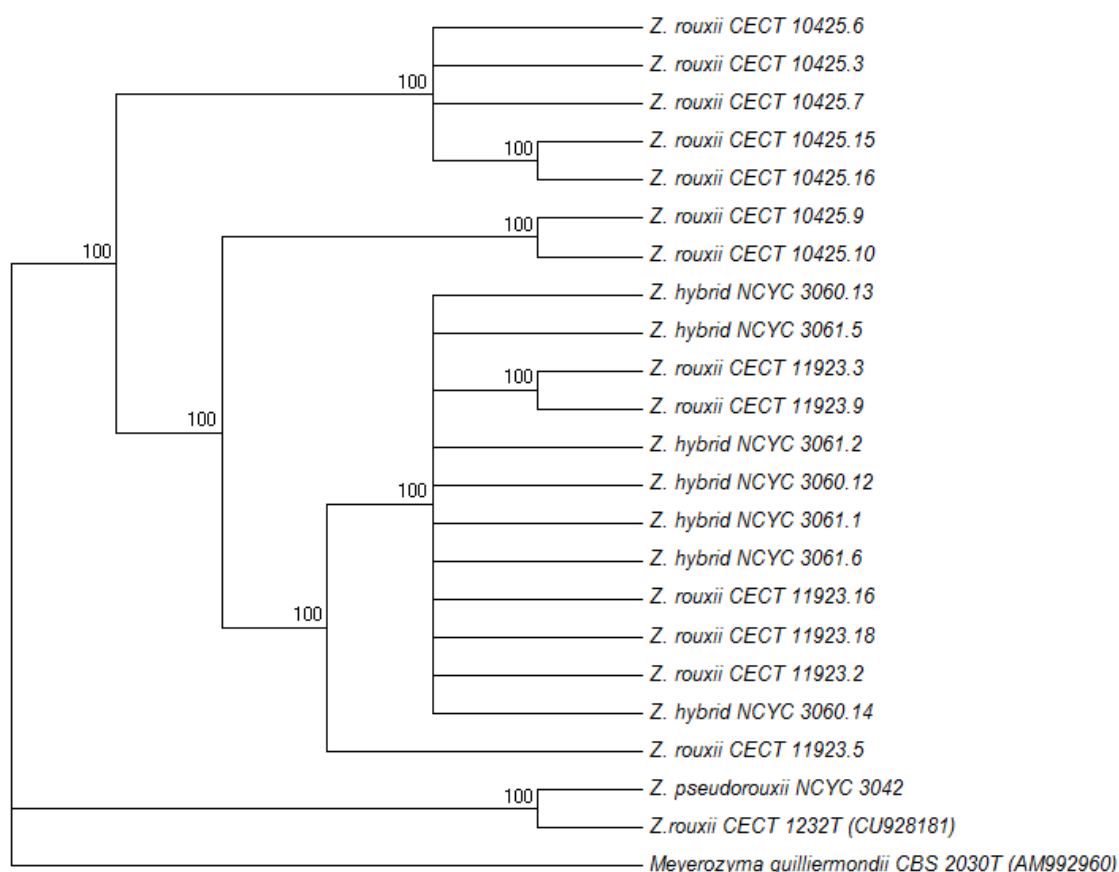 Z. rouxii CECT 10425.6
Z. rouxii CECT 10425.3
100
Z. rouxii CECT 10425.7
Z. rouxii CECT 10425.15
100
Z. rouxii CECT 10425.16
Z. rouxii CECT 10425.9
100
Z. rouxii CECT 10425.10
100
Z. hybrid NCYC 3060.13
Z. hybrid NCYC 3061.5
Z. rouxii CECT 11923.3
100
Z. rouxii CECT 11923.9
100
Z. hybrid NCYC 3061.2
Z. hybrid NCYC 3060.12
100
Z. hybrid NCYC 3061.1
Z. hybrid NCYC 3061.6
Z. rouxii CECT 11923.16
100
Z. rouxii CECT 11923.18
Z. rouxii CECT 11923.2
Z. hybrid NCYC 3060.14
Z. rouxii CECT 11923.5
Z. pseudorouxii NCYC 3042
100
Z.rouxii CECT 1232T (CU928181)
Meyerozyma guilliermondii CBS 2030T (AM992960)